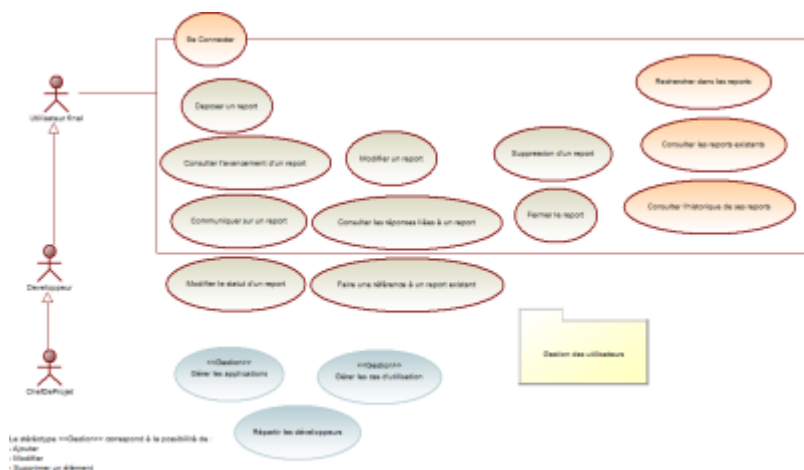 Se Connecter
Rechercher dans les reports
Deposer un report
Utilisateur final
Consulter l'avancement d'un report
Modifier un report
Suppression d'un report
Consulter les reports existants
Communiquer sur un report
Consulter les réponses liées à un report
Fermer le report
Consulter l'historique de ses reports
Developpeur
Modifier le statut d'un report
Faire une référence à un report existant
Gestion des utilisateurs
<<Gestion>>
Gérer les applications
<<Gestion>>
Gérer les cas d'utilisation
ChefDeProjet
Répartir les développeurs
Le stéréotype <<Gestion>> correspond à la possibilité de :
- Ajouter
- Modifier
- Supprimer un élément